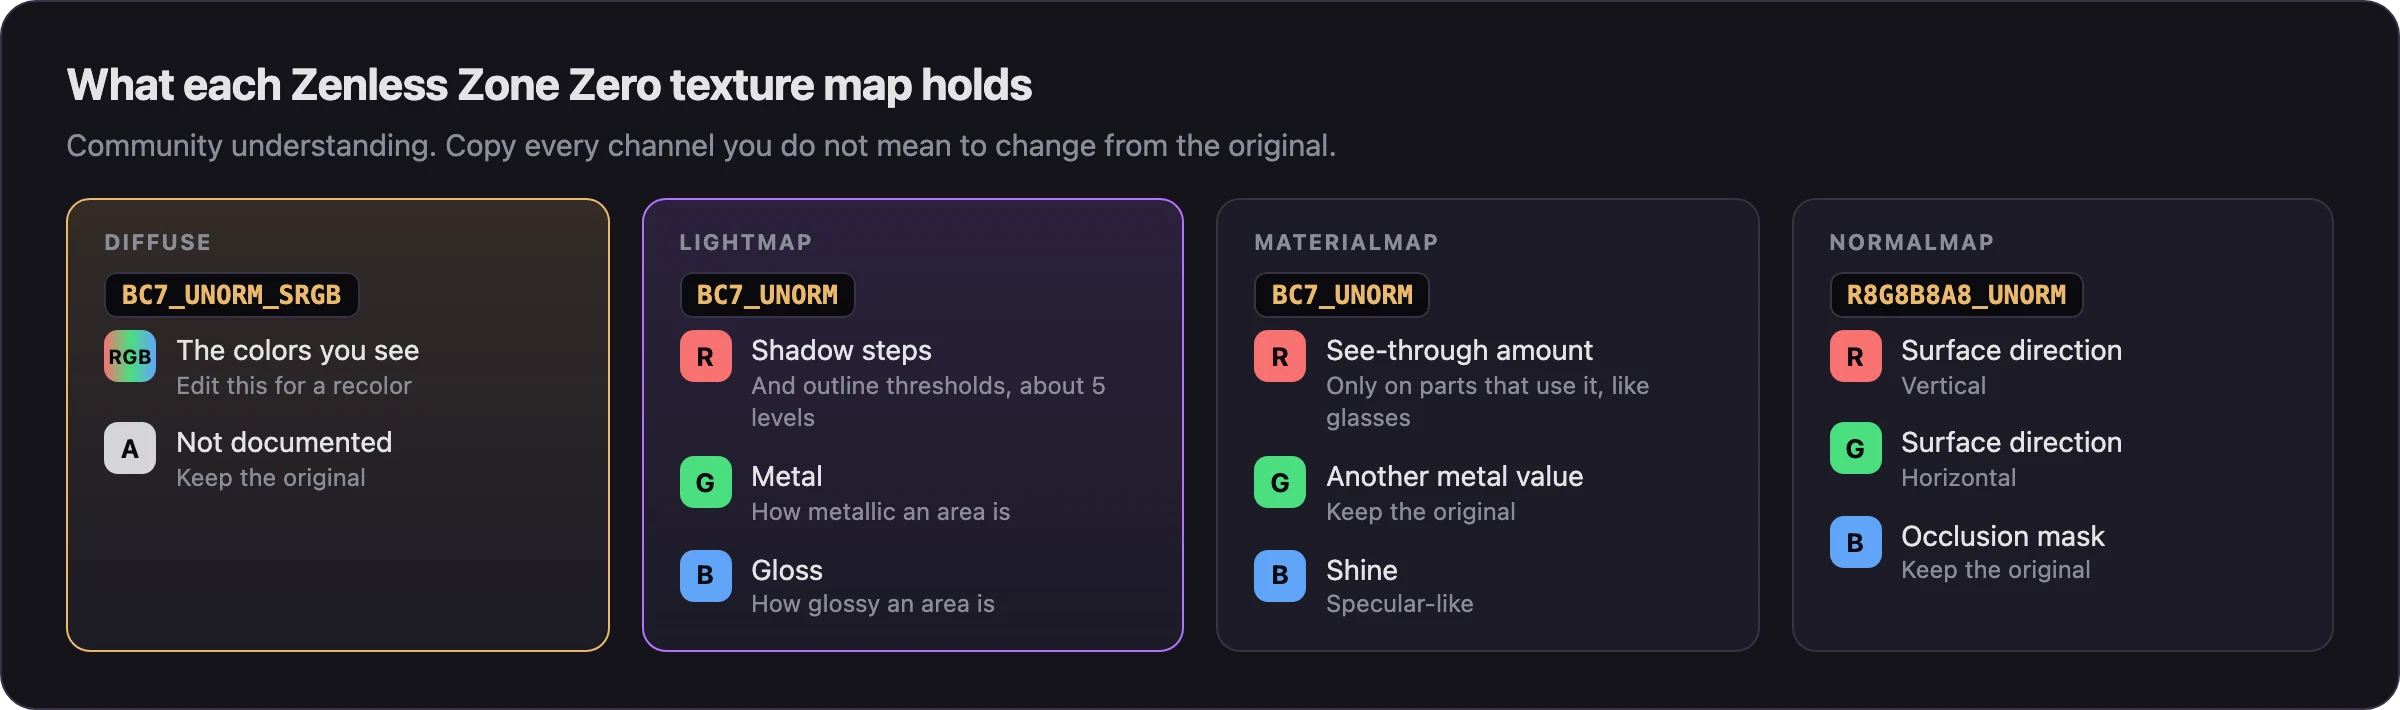 What each Zenless Zone Zero texture map holds
Community understanding. Copy every channel you do not mean to change from the original.
DIFFUSE
BC7_UNORM_SRGB
RGB
The colors you see
Edit this for a recolor
A
Not documented
Keep the original
LIGHTMAP
BC7_UNORM
R
Shadow steps
And outline thresholds, about 5
levels
G
Metal
How metallic an area is
B
Gloss
How glossy an area is
MATERIALMAP
BC7_UNORM
R
See-through amount
Only on parts that use it, like
glasses
G
Another metal value
Keep the original
B
Shine
Specular-like
NORMALMAP
R8G8B8A8_UNORM
R
Surface direction
Vertical
G
Surface direction
Horizontal
B
Occlusion mask
Keep the original